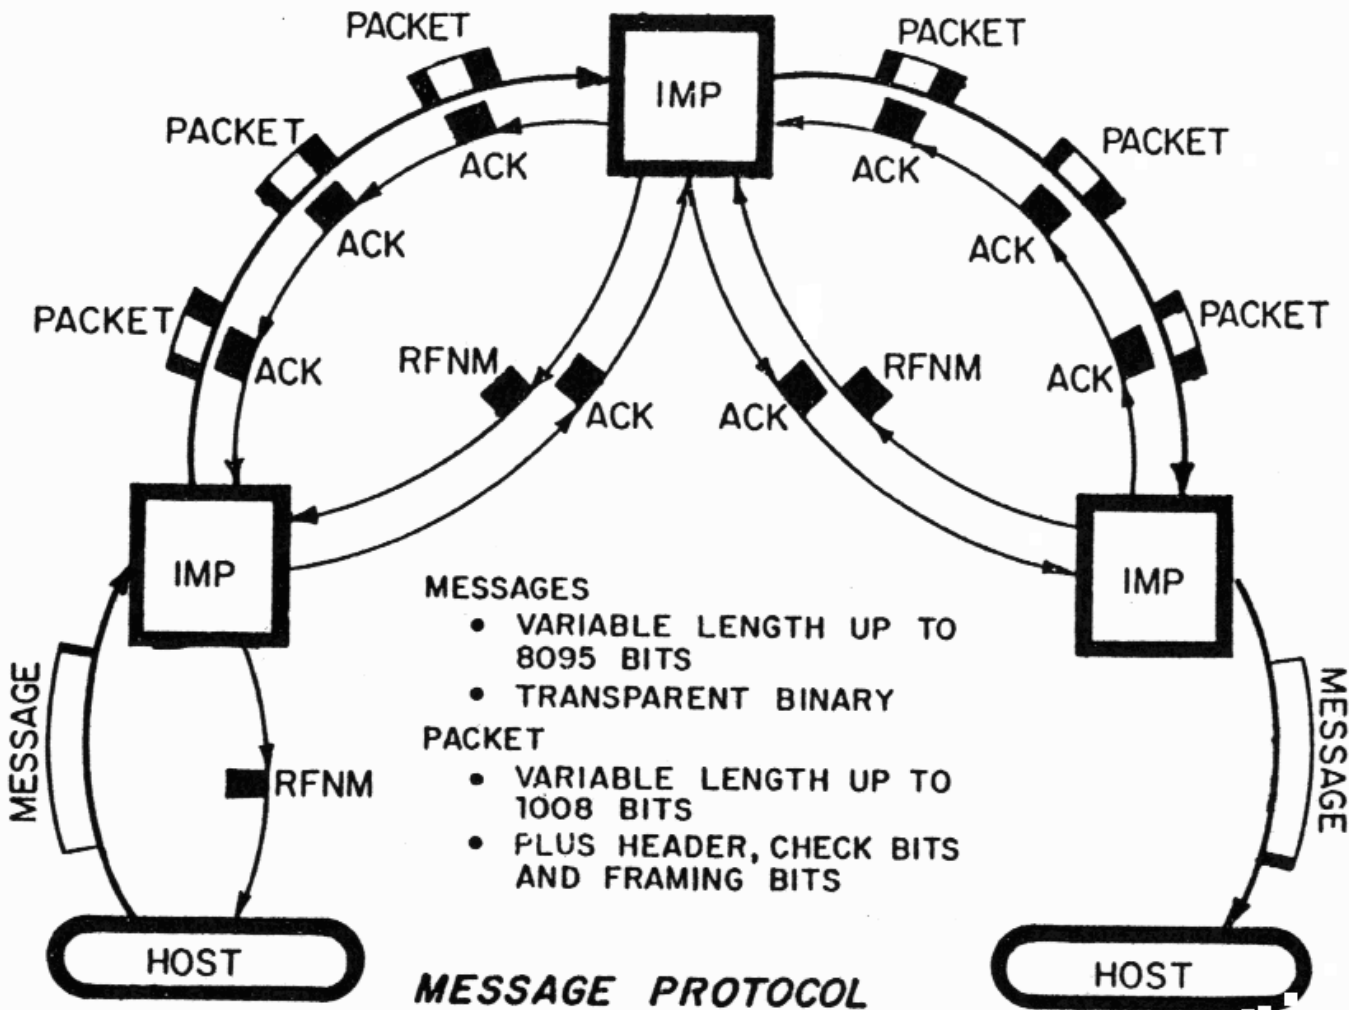 PACKET
PACKET
IMP
PACKET
PACKET
ACK
ACK
ACK
ACK
PACKET
PACKET
ACK
RFNM
ACK
ACK
RFNM
ACK
IMP
IMP
MESSAGES
• VARIABLE LENGTH UP TO
8095 BITS
• TRANSPARENT BINARY
PACKET
• VARIABLE LENGTH UP TO
1008 BITS
• PLUS HEADER, CHECK BITS
AND FRAMING BITS
MESSAGE
RFNM
MESSAGE
HOST
HOST
MESSAGE PROTOCOL